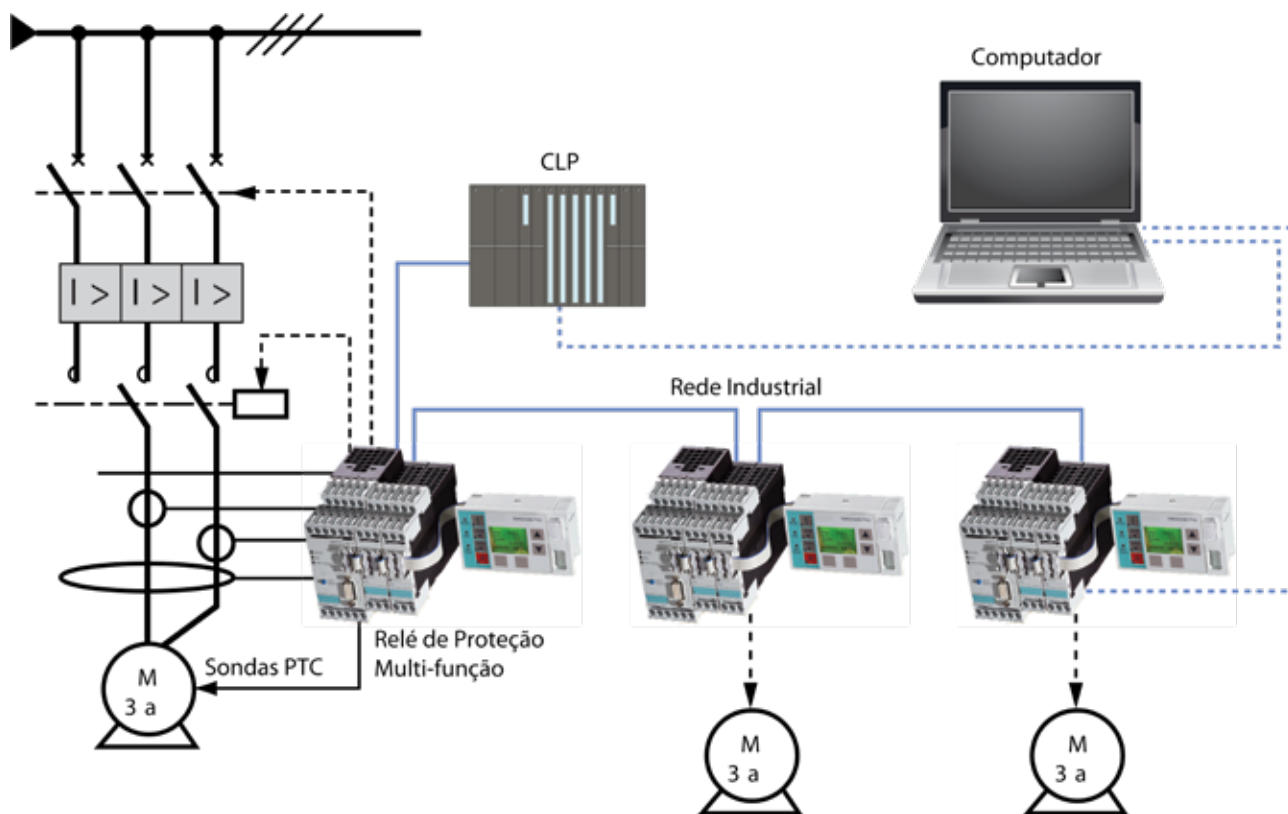 Computador
CLP
I >
I >
I >
Rede Industrial
Relé de Proteção
Multi-função
Sondas PTC
M
3 a
M
3 a
M
3 a